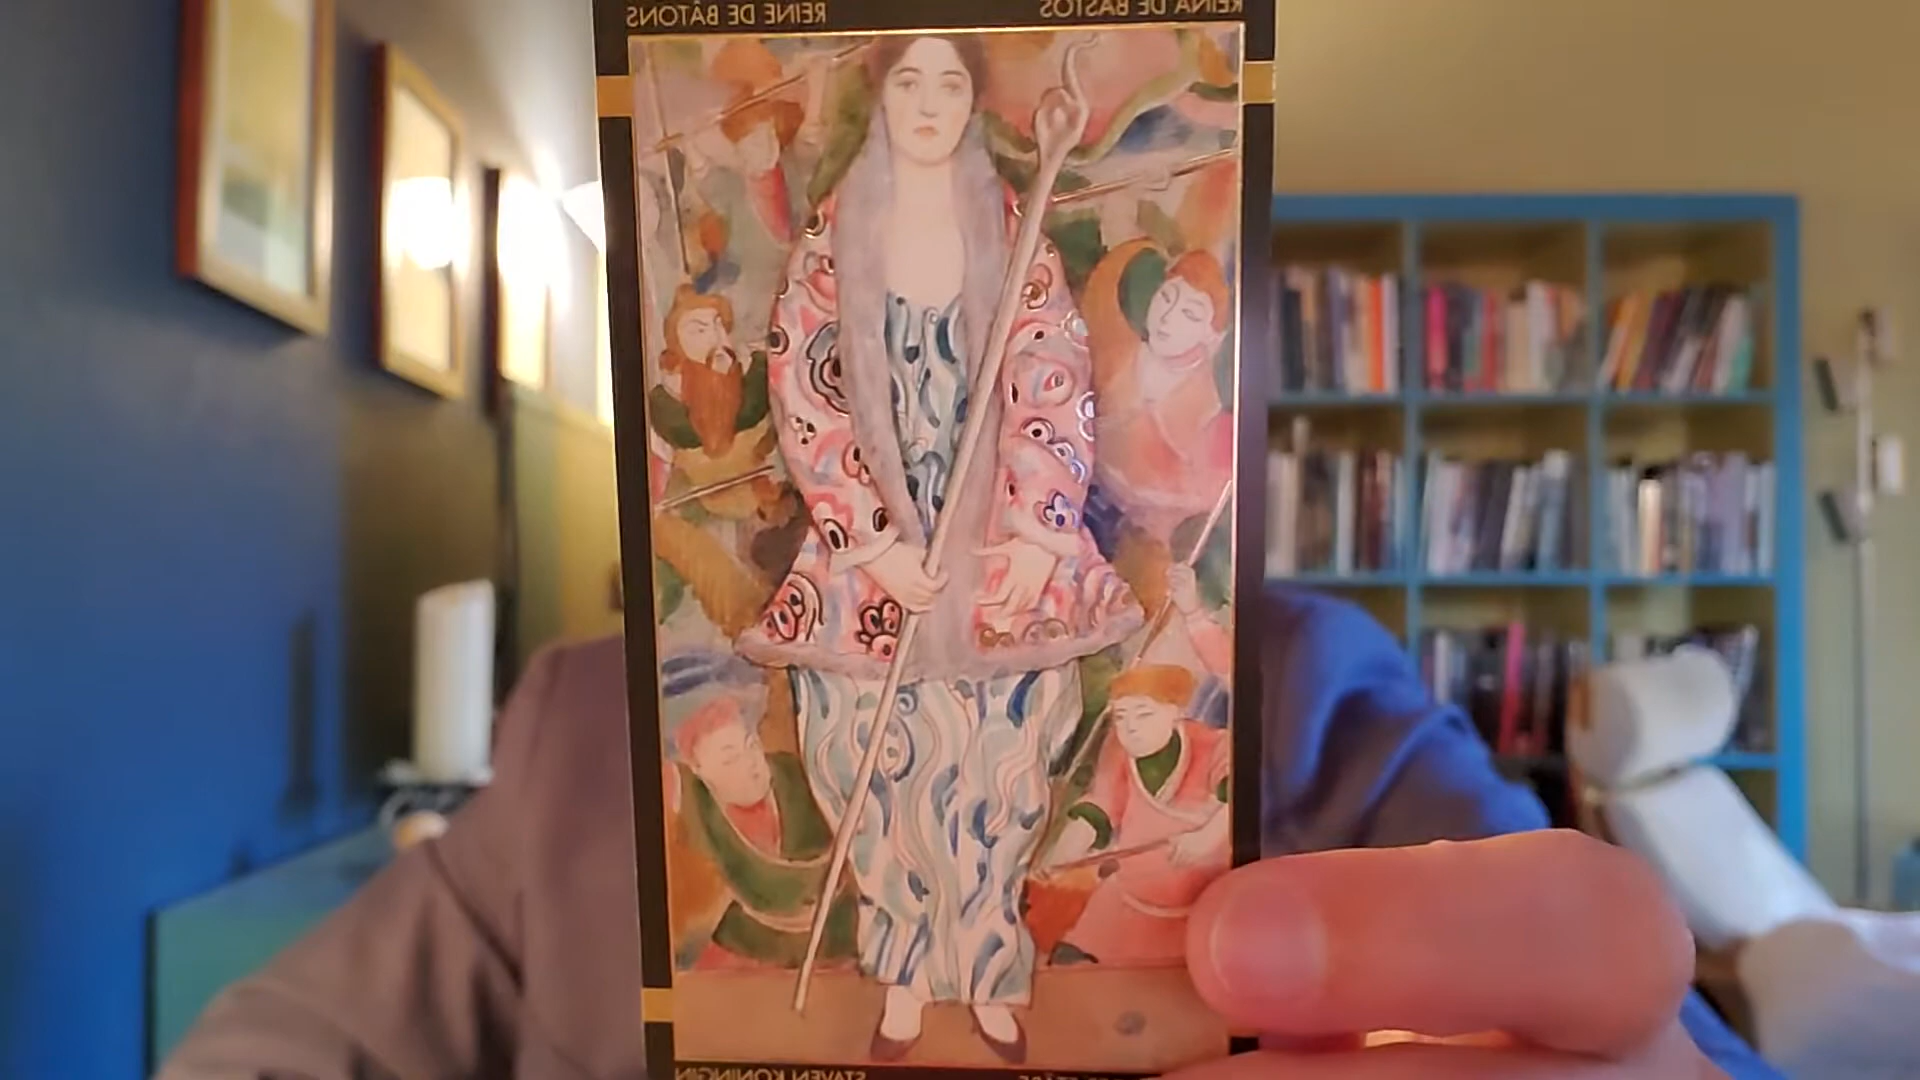 REINE DE BÂTONS
REINA DE BASTOS
STAVEN KONINGIN